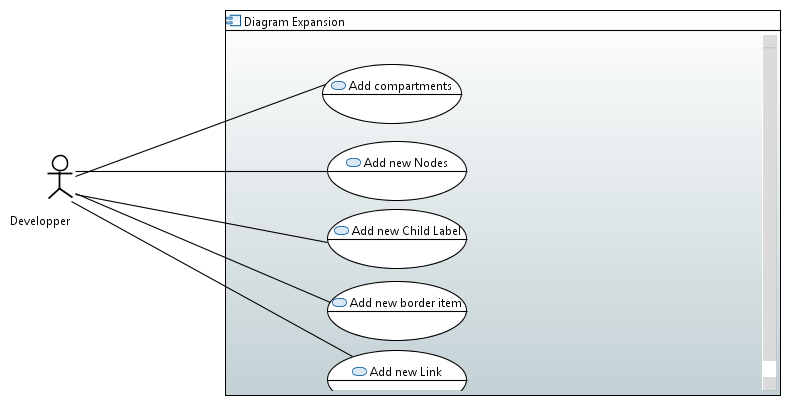 Diagram Expansion
Add compartments
Add new Nodes
Developper
Add new Child Label
Add new border item
Add new Link